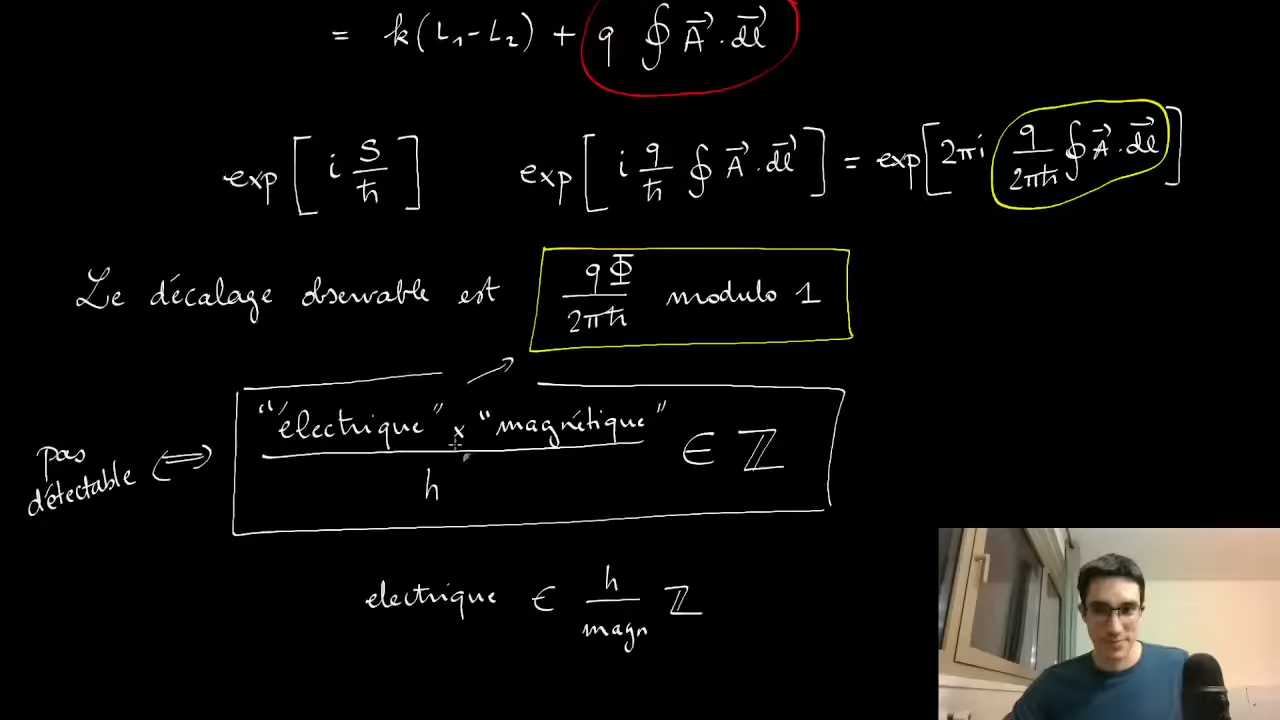 = k(L₁-L₂) + q ∮ A⃗ . dl⃗
exp [ i S/ħ ] exp [ i q/ħ ∮ A⃗ . dl⃗ ] = exp [ 2πi q/2πħ ∮ A⃗ . dl⃗ ]
Le décalage observable est qΦ/2πħ modulo 1
pas détectable ⇔ "électrique" x "magnétique" / h ∈ ℤ
electrique ∈ h/magn ℤ